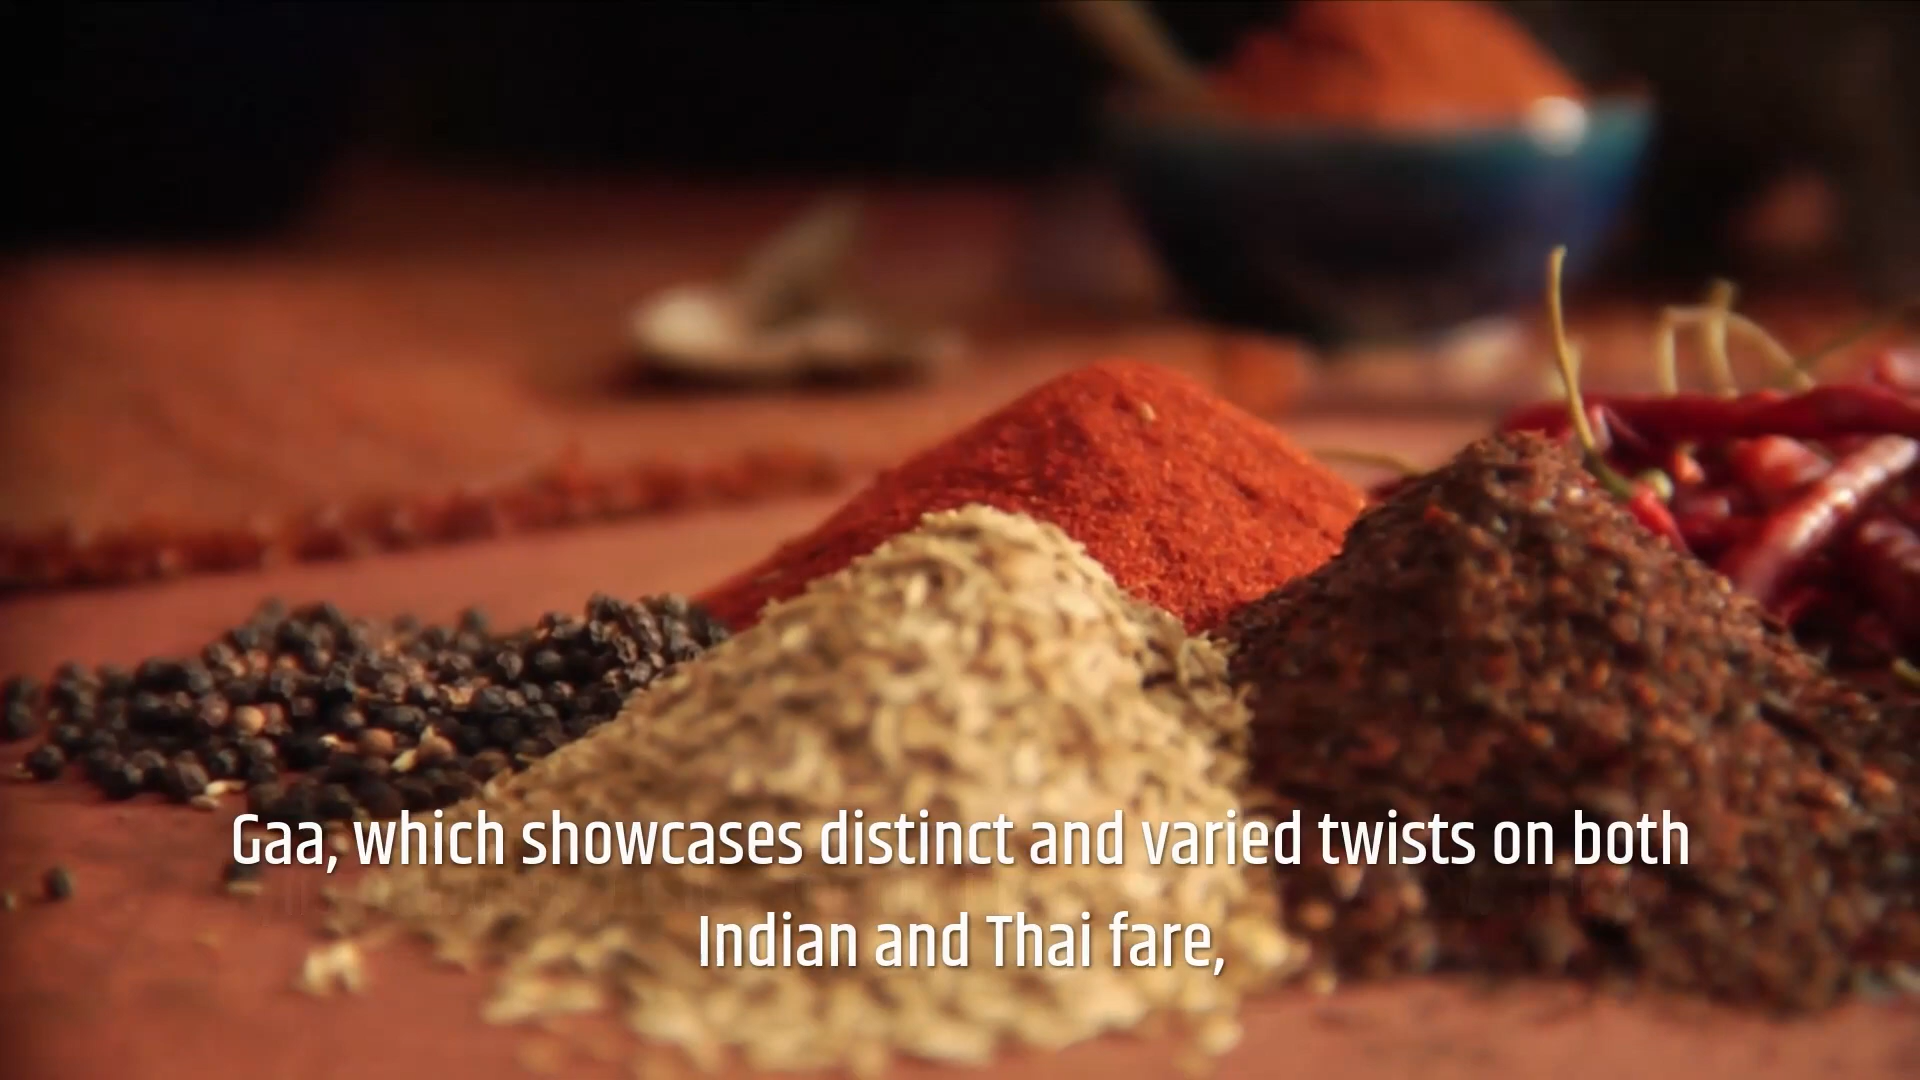 Gaa, which showcases distinct and varied twists on both
Indian and Thai fare,